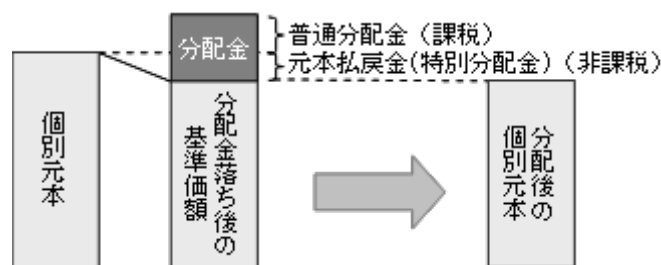 分配金
普通分配金（課税）
元本払戻金(特別分配金)（非課税）
個別元本
分配金落ち後の
基準価額
分配後の
個別元本